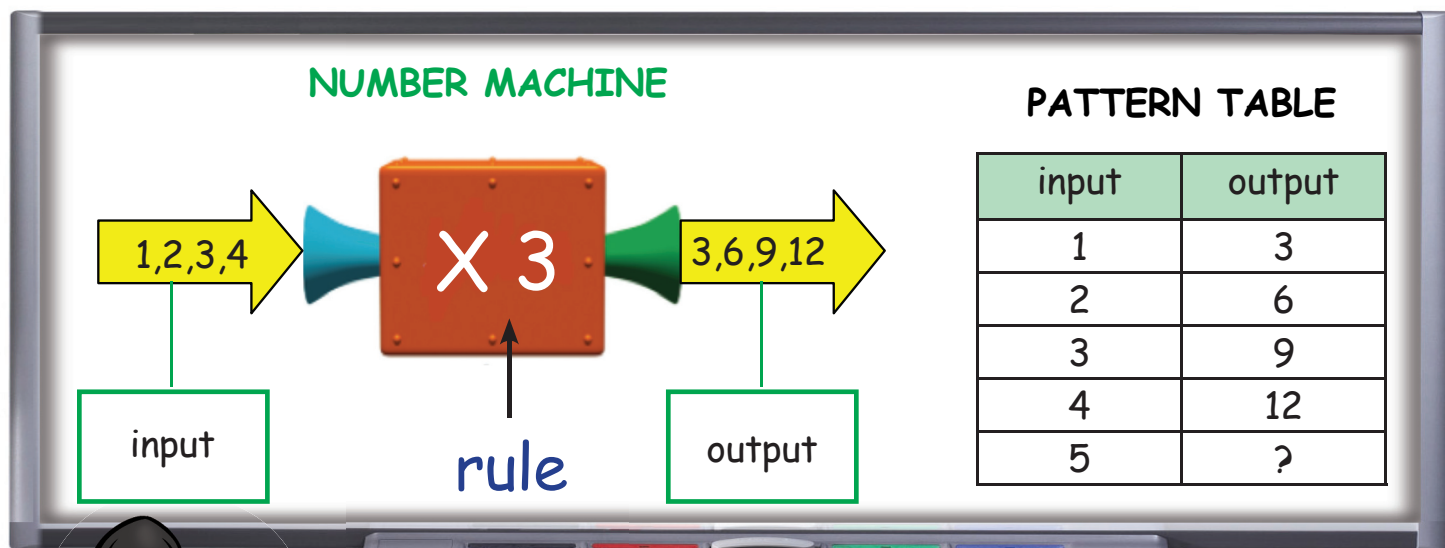 NUMBER MACHINE
1,2,3,4
X 3
3,6,9,12
input
rule
output
PATTERN TABLE
input output
1 3
2 6
3 9
4 12
5 ?